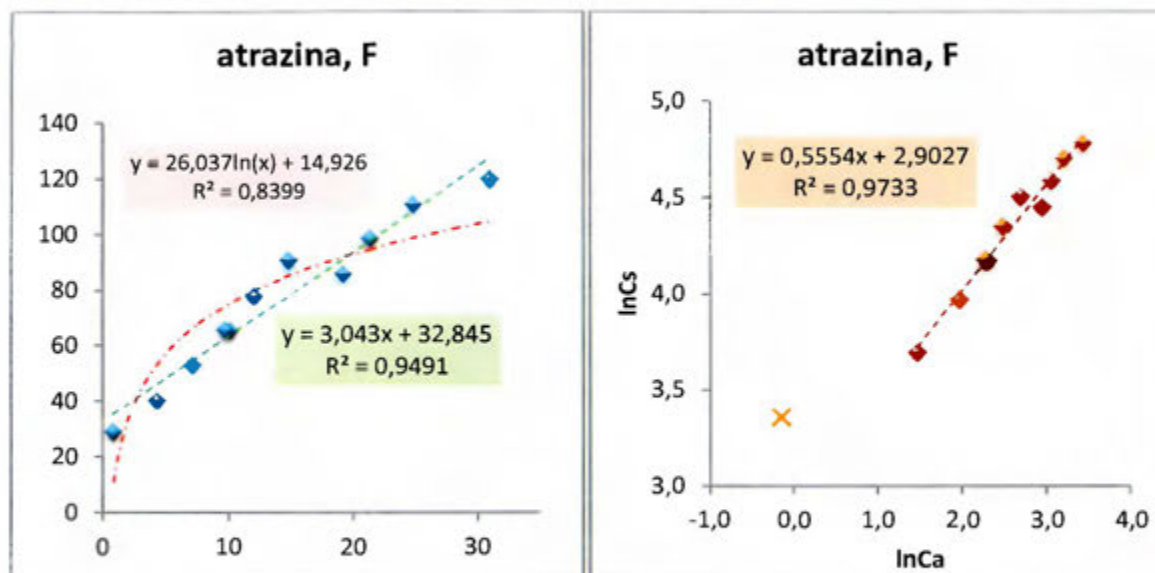 atrazina, F
140
120
100
80
60
40
20
0
0 10 20 30
y = 26,037ln(x) + 14,926
R² = 0,8399
y = 3,043x + 32,845
R² = 0,9491
atrazina, F
lnCs
5,0
4,5
4,0
3,5
3,0
-1,0 0,0 1,0 2,0 3,0 4,0
lnCa
y = 0,5554x + 2,9027
R² = 0,9733